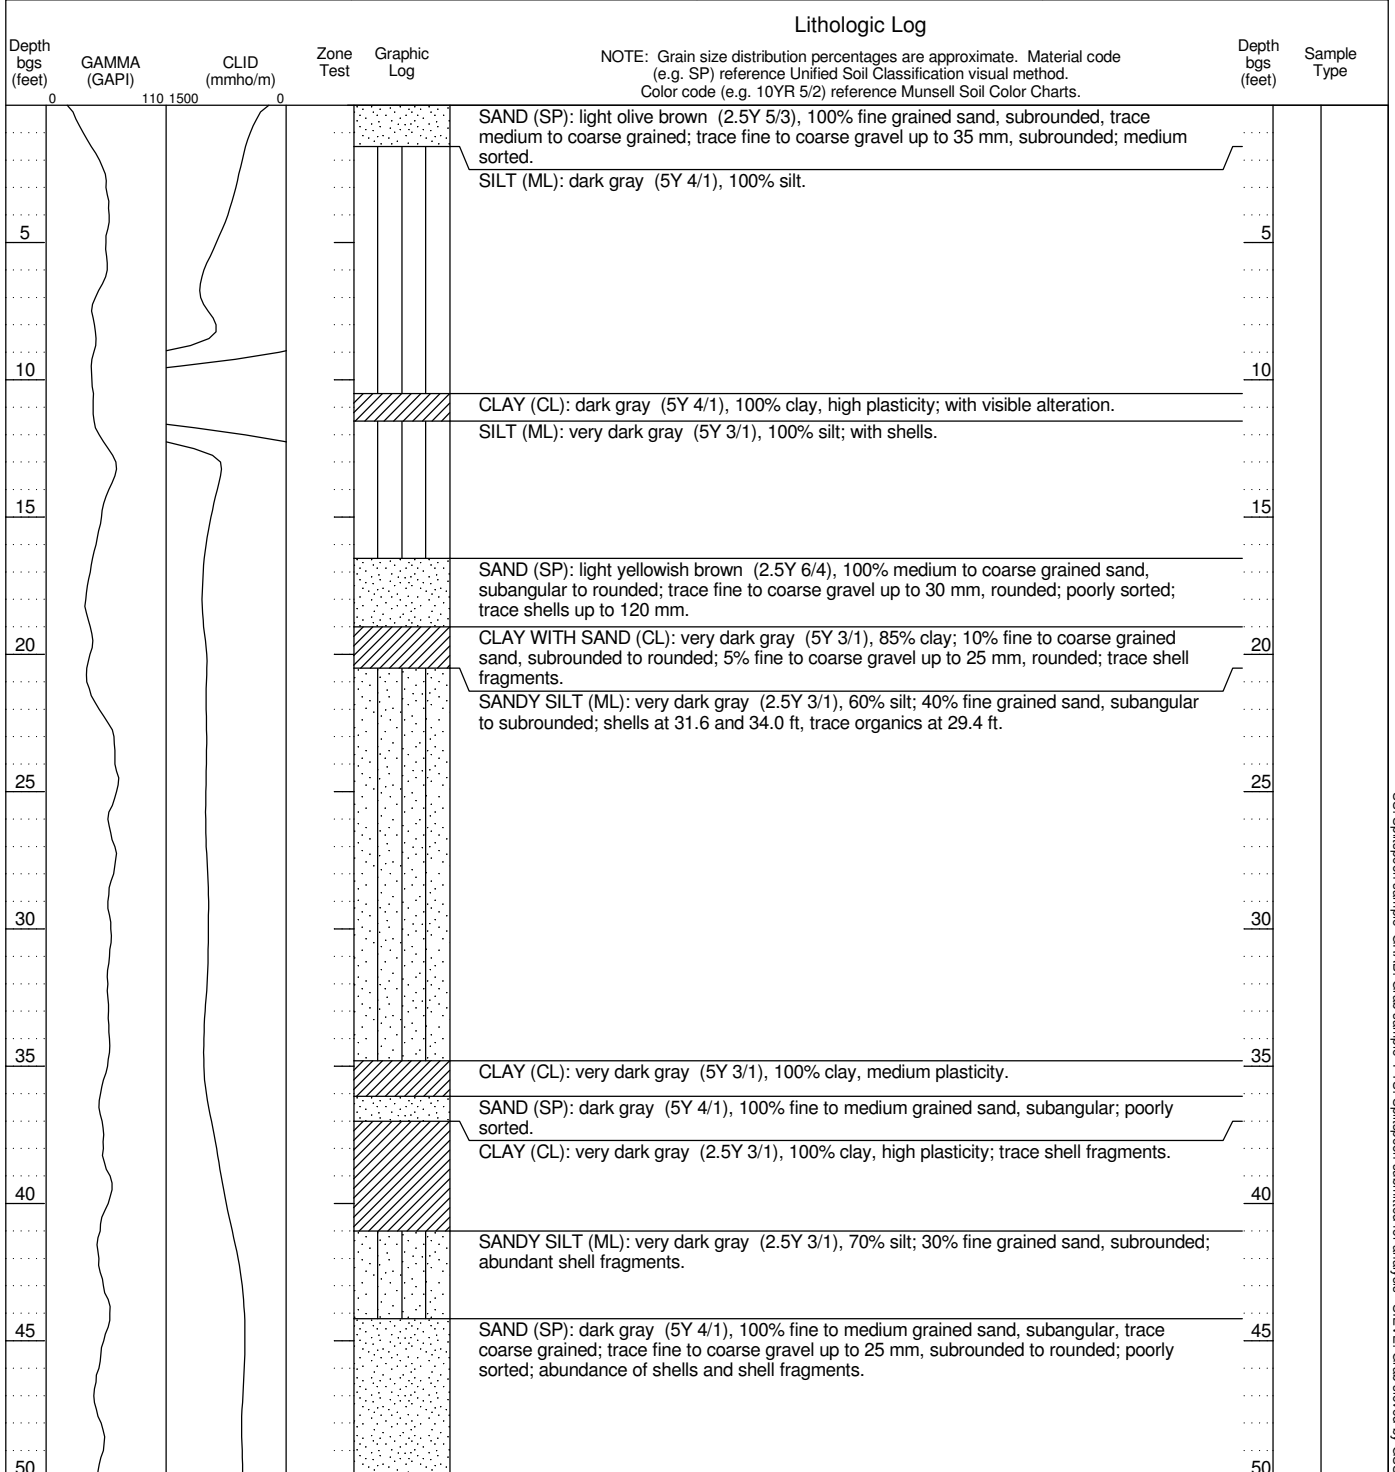 Lithologic Log
Depth
bgs
(feet)
GAMMA
(GAPI)
CLID
(mmho/m)
Zone
Test
Graphic
Log
NOTE: Grain size distribution percentages are approximate. Material code
(e.g. SP) reference Unified Soil Classification visual method.
Color code (e.g. 10YR 5/2) reference Munsell Soil Color Charts.
Depth
bgs
(feet)
Sample
Type
0
110
1500
0
SAND (SP): light olive brown (2.5Y 5/3), 100% fine grained sand, subrounded, trace
medium to coarse grained; trace fine to coarse gravel up to 35 mm, subrounded; medium
sorted.
SILT (ML): dark gray (5Y 4/1), 100% silt.
5
5
10
10
CLAY (CL): dark gray (5Y 4/1), 100% clay, high plasticity; with visible alteration.
SILT (ML): very dark gray (5Y 3/1), 100% silt; with shells.
15
15
SAND (SP): light yellowish brown (2.5Y 6/4), 100% medium to coarse grained sand,
subangular to rounded; trace fine to coarse gravel up to 30 mm, rounded; poorly sorted;
trace shells up to 120 mm.
CLAY WITH SAND (CL): very dark gray (5Y 3/1), 85% clay; 10% fine to coarse grained
sand, subrounded to rounded; 5% fine to coarse gravel up to 25 mm, rounded; trace shell
fragments.
20
20
SANDY SILT (ML): very dark gray (2.5Y 3/1), 60% silt; 40% fine grained sand, subangular
to subrounded; shells at 31.6 and 34.0 ft, trace organics at 29.4 ft.
25
25
30
30
35
35
CLAY (CL): very dark gray (5Y 3/1), 100% clay, medium plasticity.
SAND (SP): dark gray (5Y 4/1), 100% fine to medium grained sand, subangular; poorly
sorted.
CLAY (CL): very dark gray (2.5Y 3/1), 100% clay, high plasticity; trace shell fragments.
40
40
SANDY SILT (ML): very dark gray (2.5Y 3/1), 70% silt; 30% fine grained sand, subrounded;
abundant shell fragments.
45
45
SAND (SP): dark gray (5Y 4/1), 100% fine to medium grained sand, subangular, trace
coarse grained; trace fine to coarse gravel up to 25 mm, subrounded to rounded; poorly
sorted; abundance of shells and shell fragments.
50
50